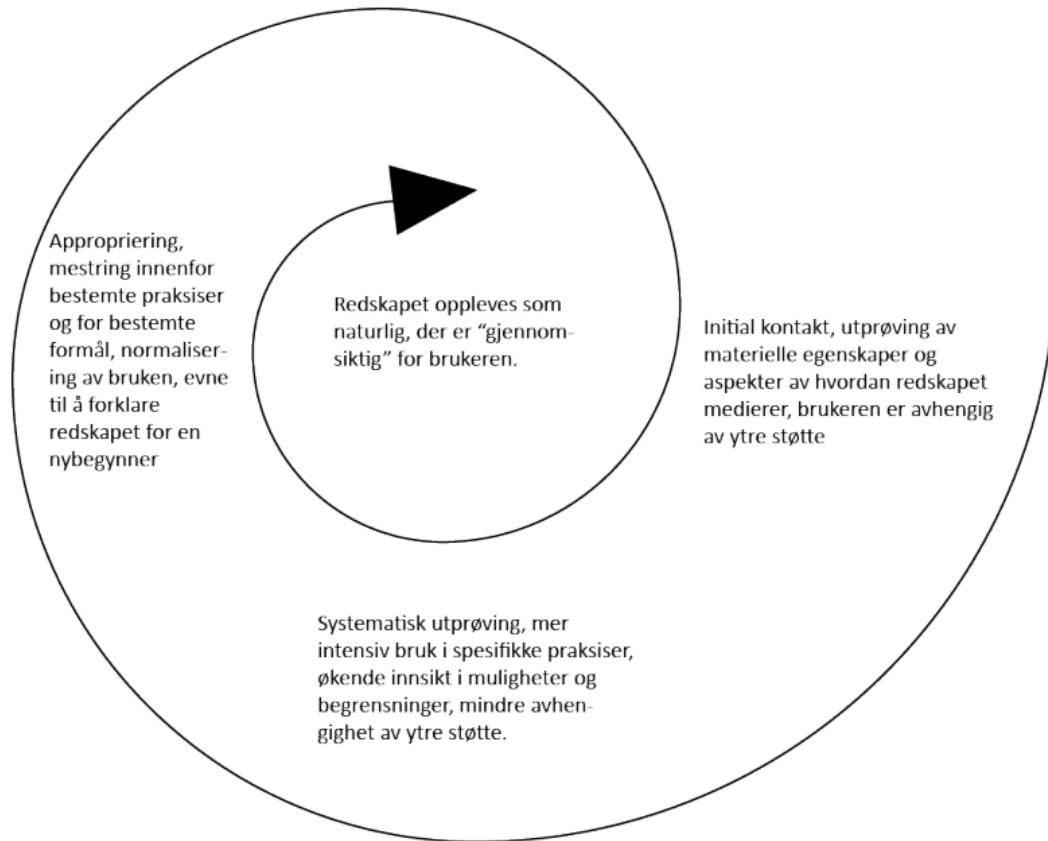 Appropriering,
mestring innenfor
bestemte praksiser
og for bestemte
formål, normaliser-
ing av bruken, evne
til å forklare
redskapet for en
nybegynner
Redskapet oppleves som
naturlig, der er “gjennom-
siktig” for brukeren.
Initial kontakt, utprøving av
materielle egenskaper og
aspekter av hvordan redskapet
medierer, brukeren er avhengig
av ytre støtte
Systematisk utprøving, mer
intensiv bruk i spesifikke praksiser,
økende innsikt i muligheter og
begrensninger, mindre avhen-
gighet av ytre støtte.